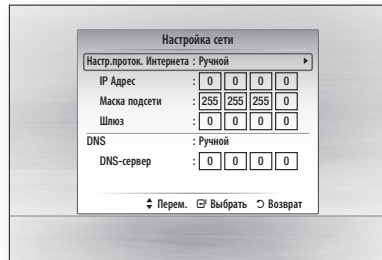 Настройка сети
Настр.проток. Интернета : Ручной
IP Адрес : 0 0 0 0
Маска подсети : 255 255 255 0
Шлюз : 0 0 0 0
DNS : Ручной
DNS-сервер : 0 0 0 0
Перем. Выбрать Возврат